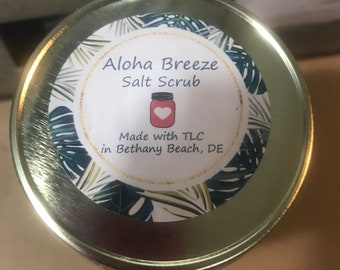 Aloha Breeze
Salt Scrub
Made with TLC
in Bethany Beach, DE